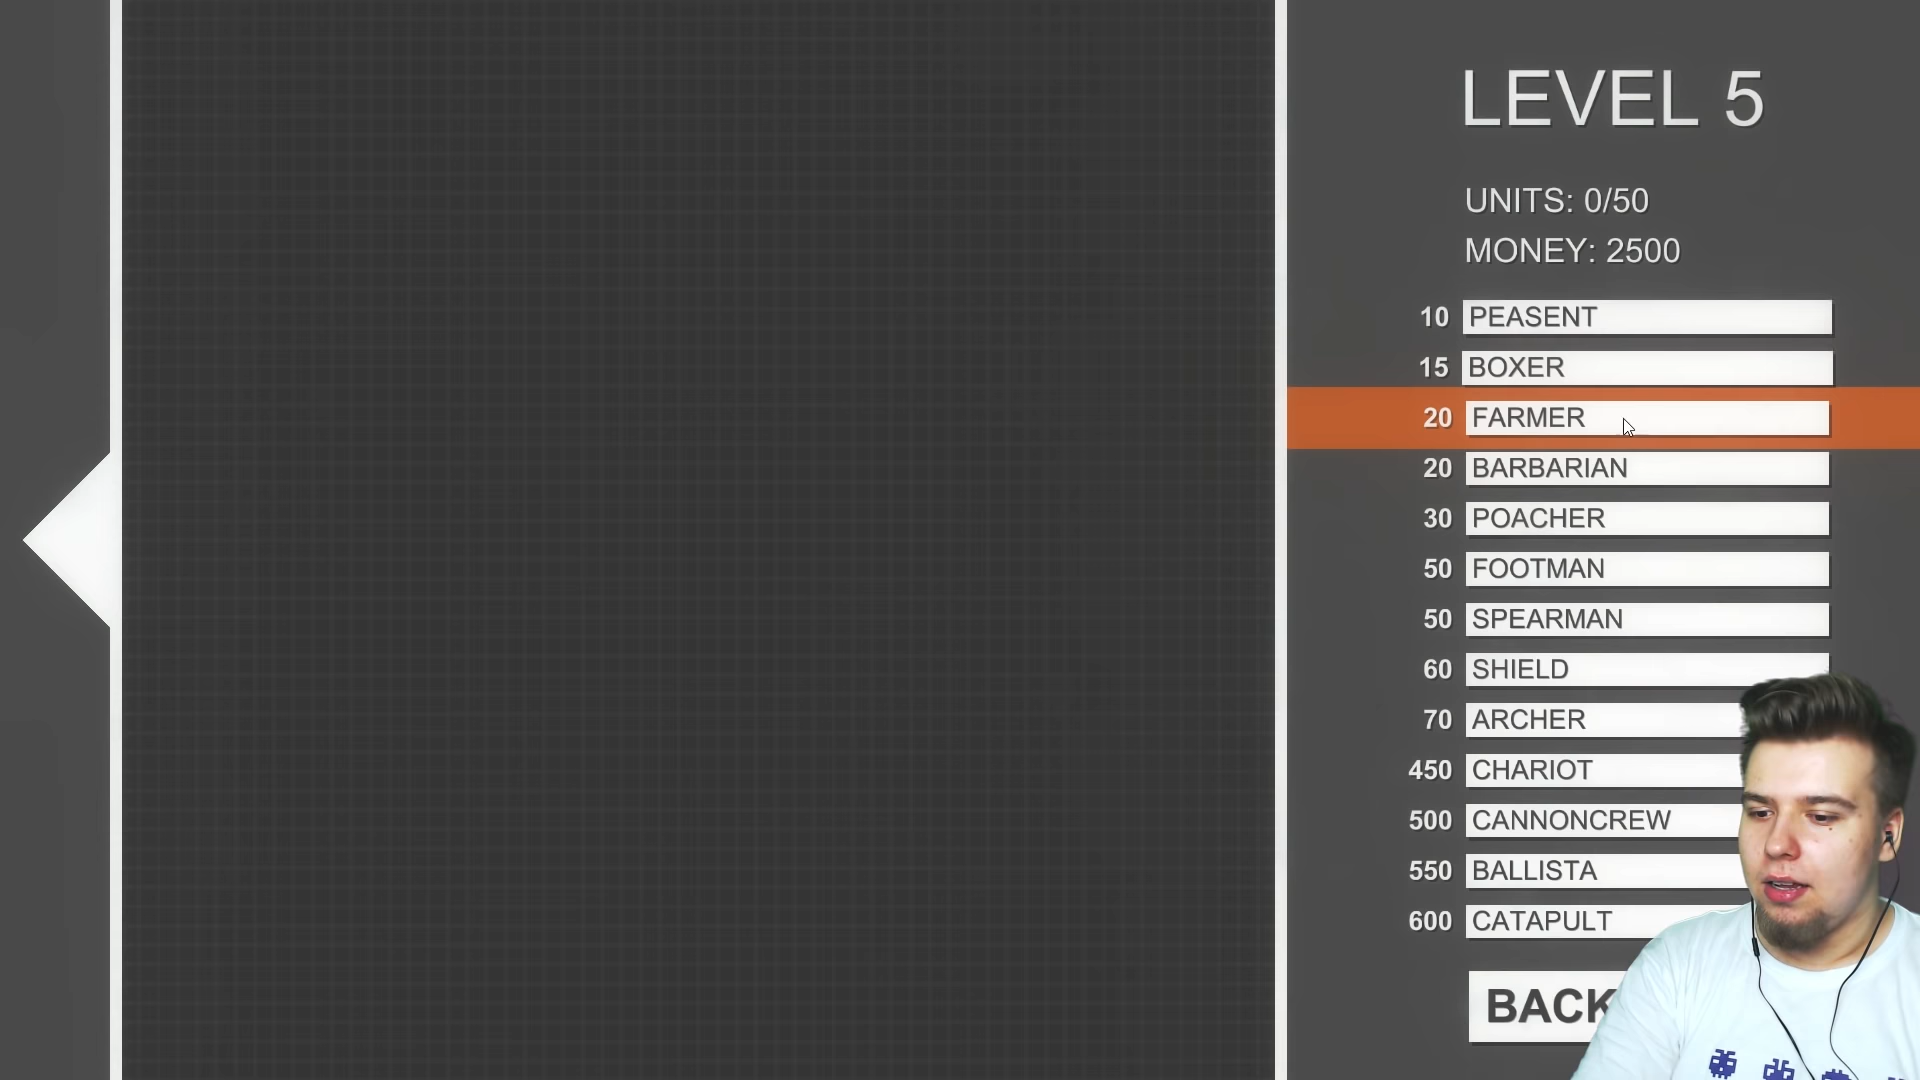 LEVEL 5
UNITS: 0/50
MONEY: 2500
10 PEASENT
15 BOXER
20 FARMER
20 BARBARIAN
30 POACHER
50 FOOTMAN
50 SPEARMAN
60 SHIELD
70 ARCHER
450 CHARIOT
500 CANNONCREW
550 BALLISTA
600 CATAPULT
BACK